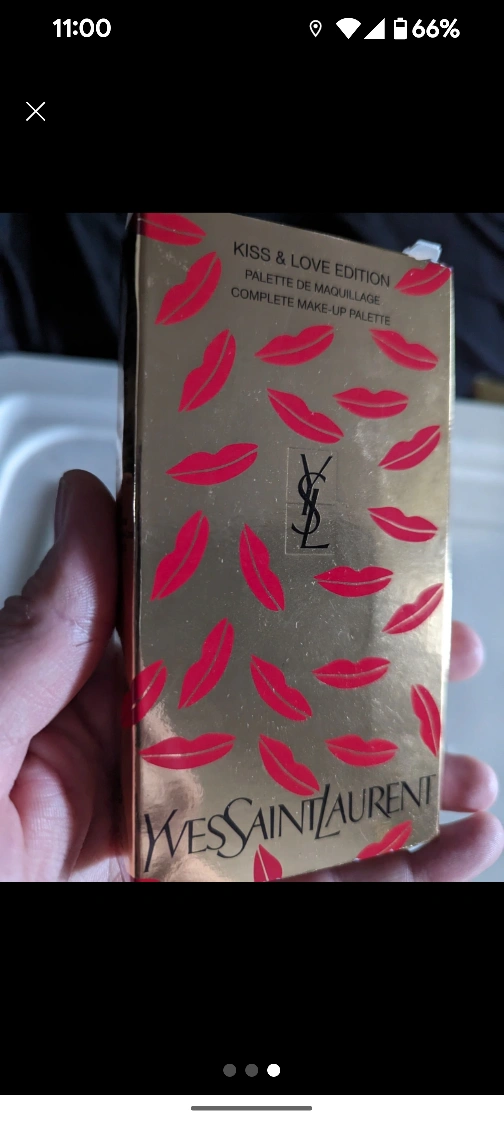 11:00
66%
KISS & LOVE EDITION
PALETTE DE MAQUILLAGE
COMPLETE MAKE-UP PALETTE
YSL
YVESSAINTLAURENT